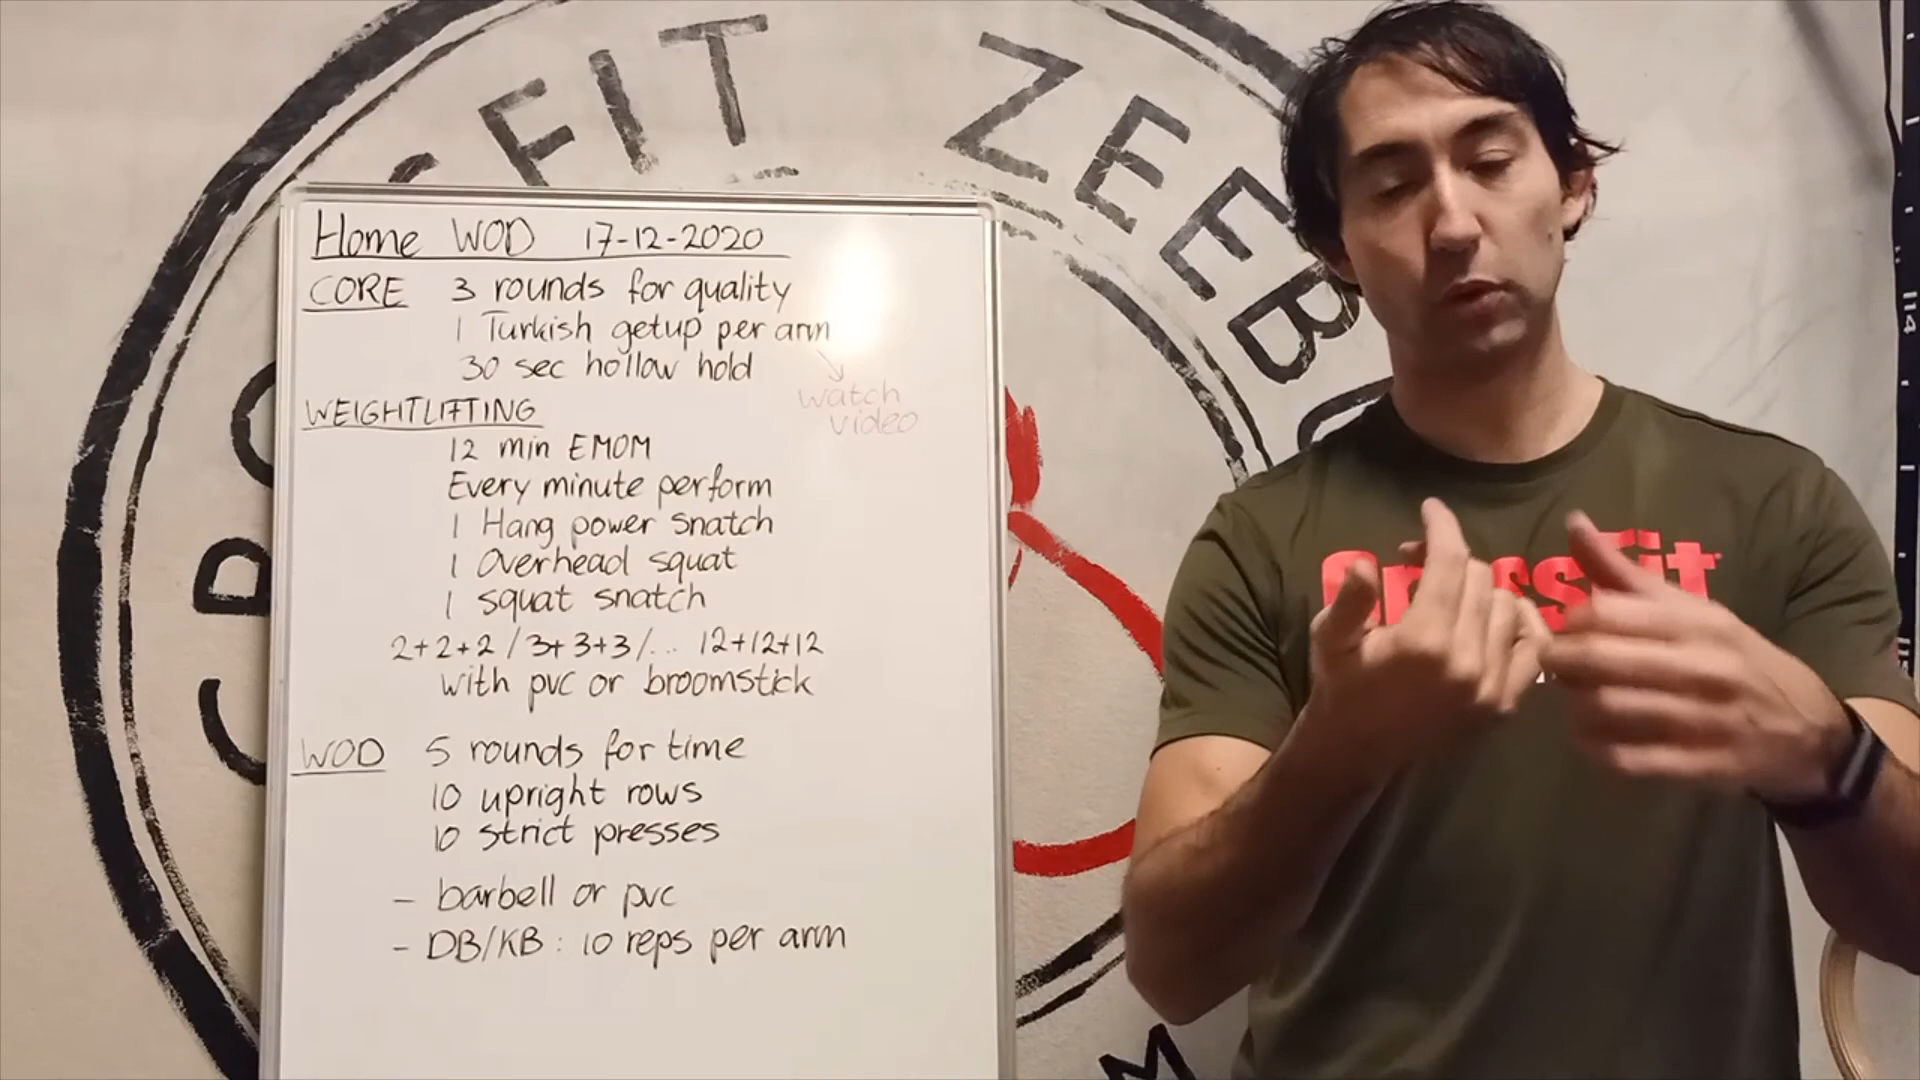 CROSSFIT ZEEBU
Home WOD 17-12-2020
CORE 3 rounds for quality
1 Turkish getup per arm
30 sec hollow hold
watch
video
WEIGHTLIFTING
12 min EMOM
Every minute perform
1 Hang power snatch
1 Overhead squat
1 squat snatch
2+2+2 / 3+3+3 /... 12+12+12
with pvc or broomstick
WOD 5 rounds for time
10 upright rows
10 strict presses
- barbell or pvc
- DB/KB : 10 reps per arm
CrossFit
114
M